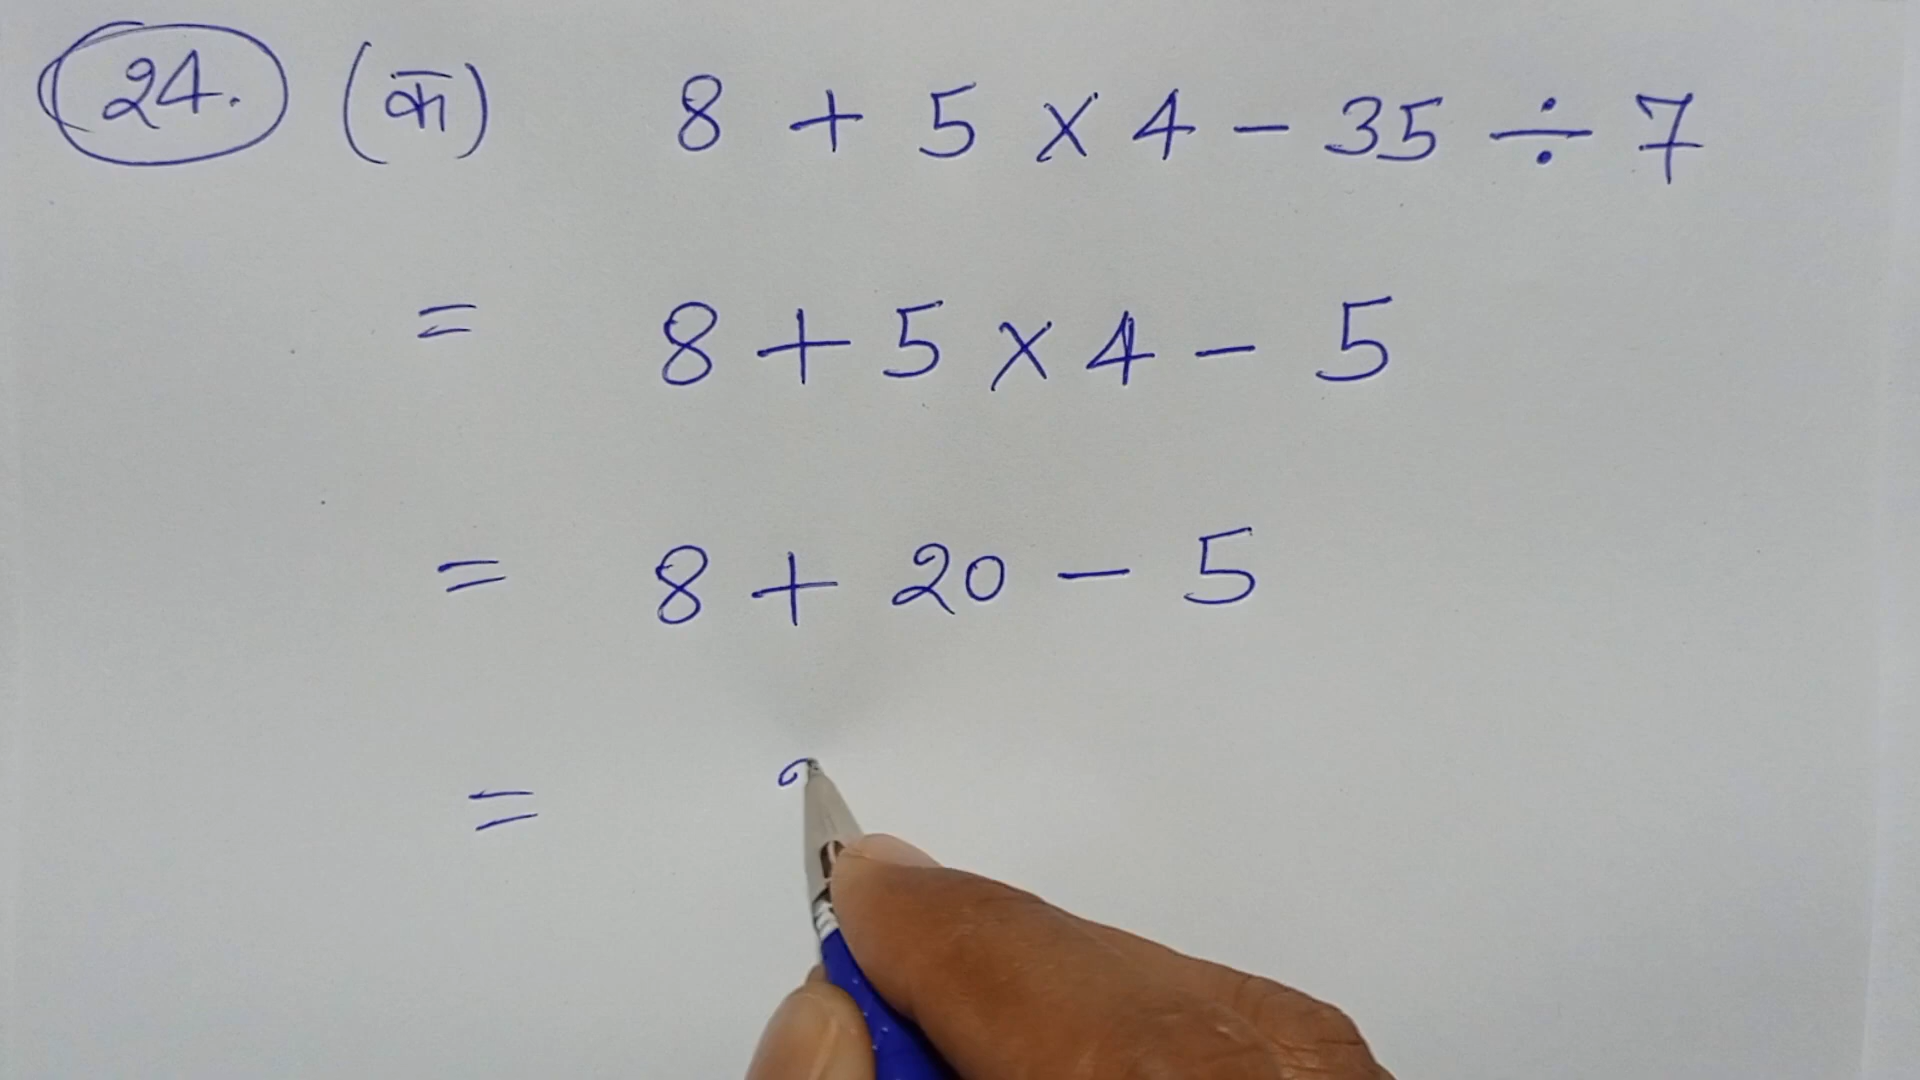 24. (क) 8 + 5 × 4 - 35 ÷ 7
= 8 + 5 × 4 - 5
= 8 + 20 - 5
=